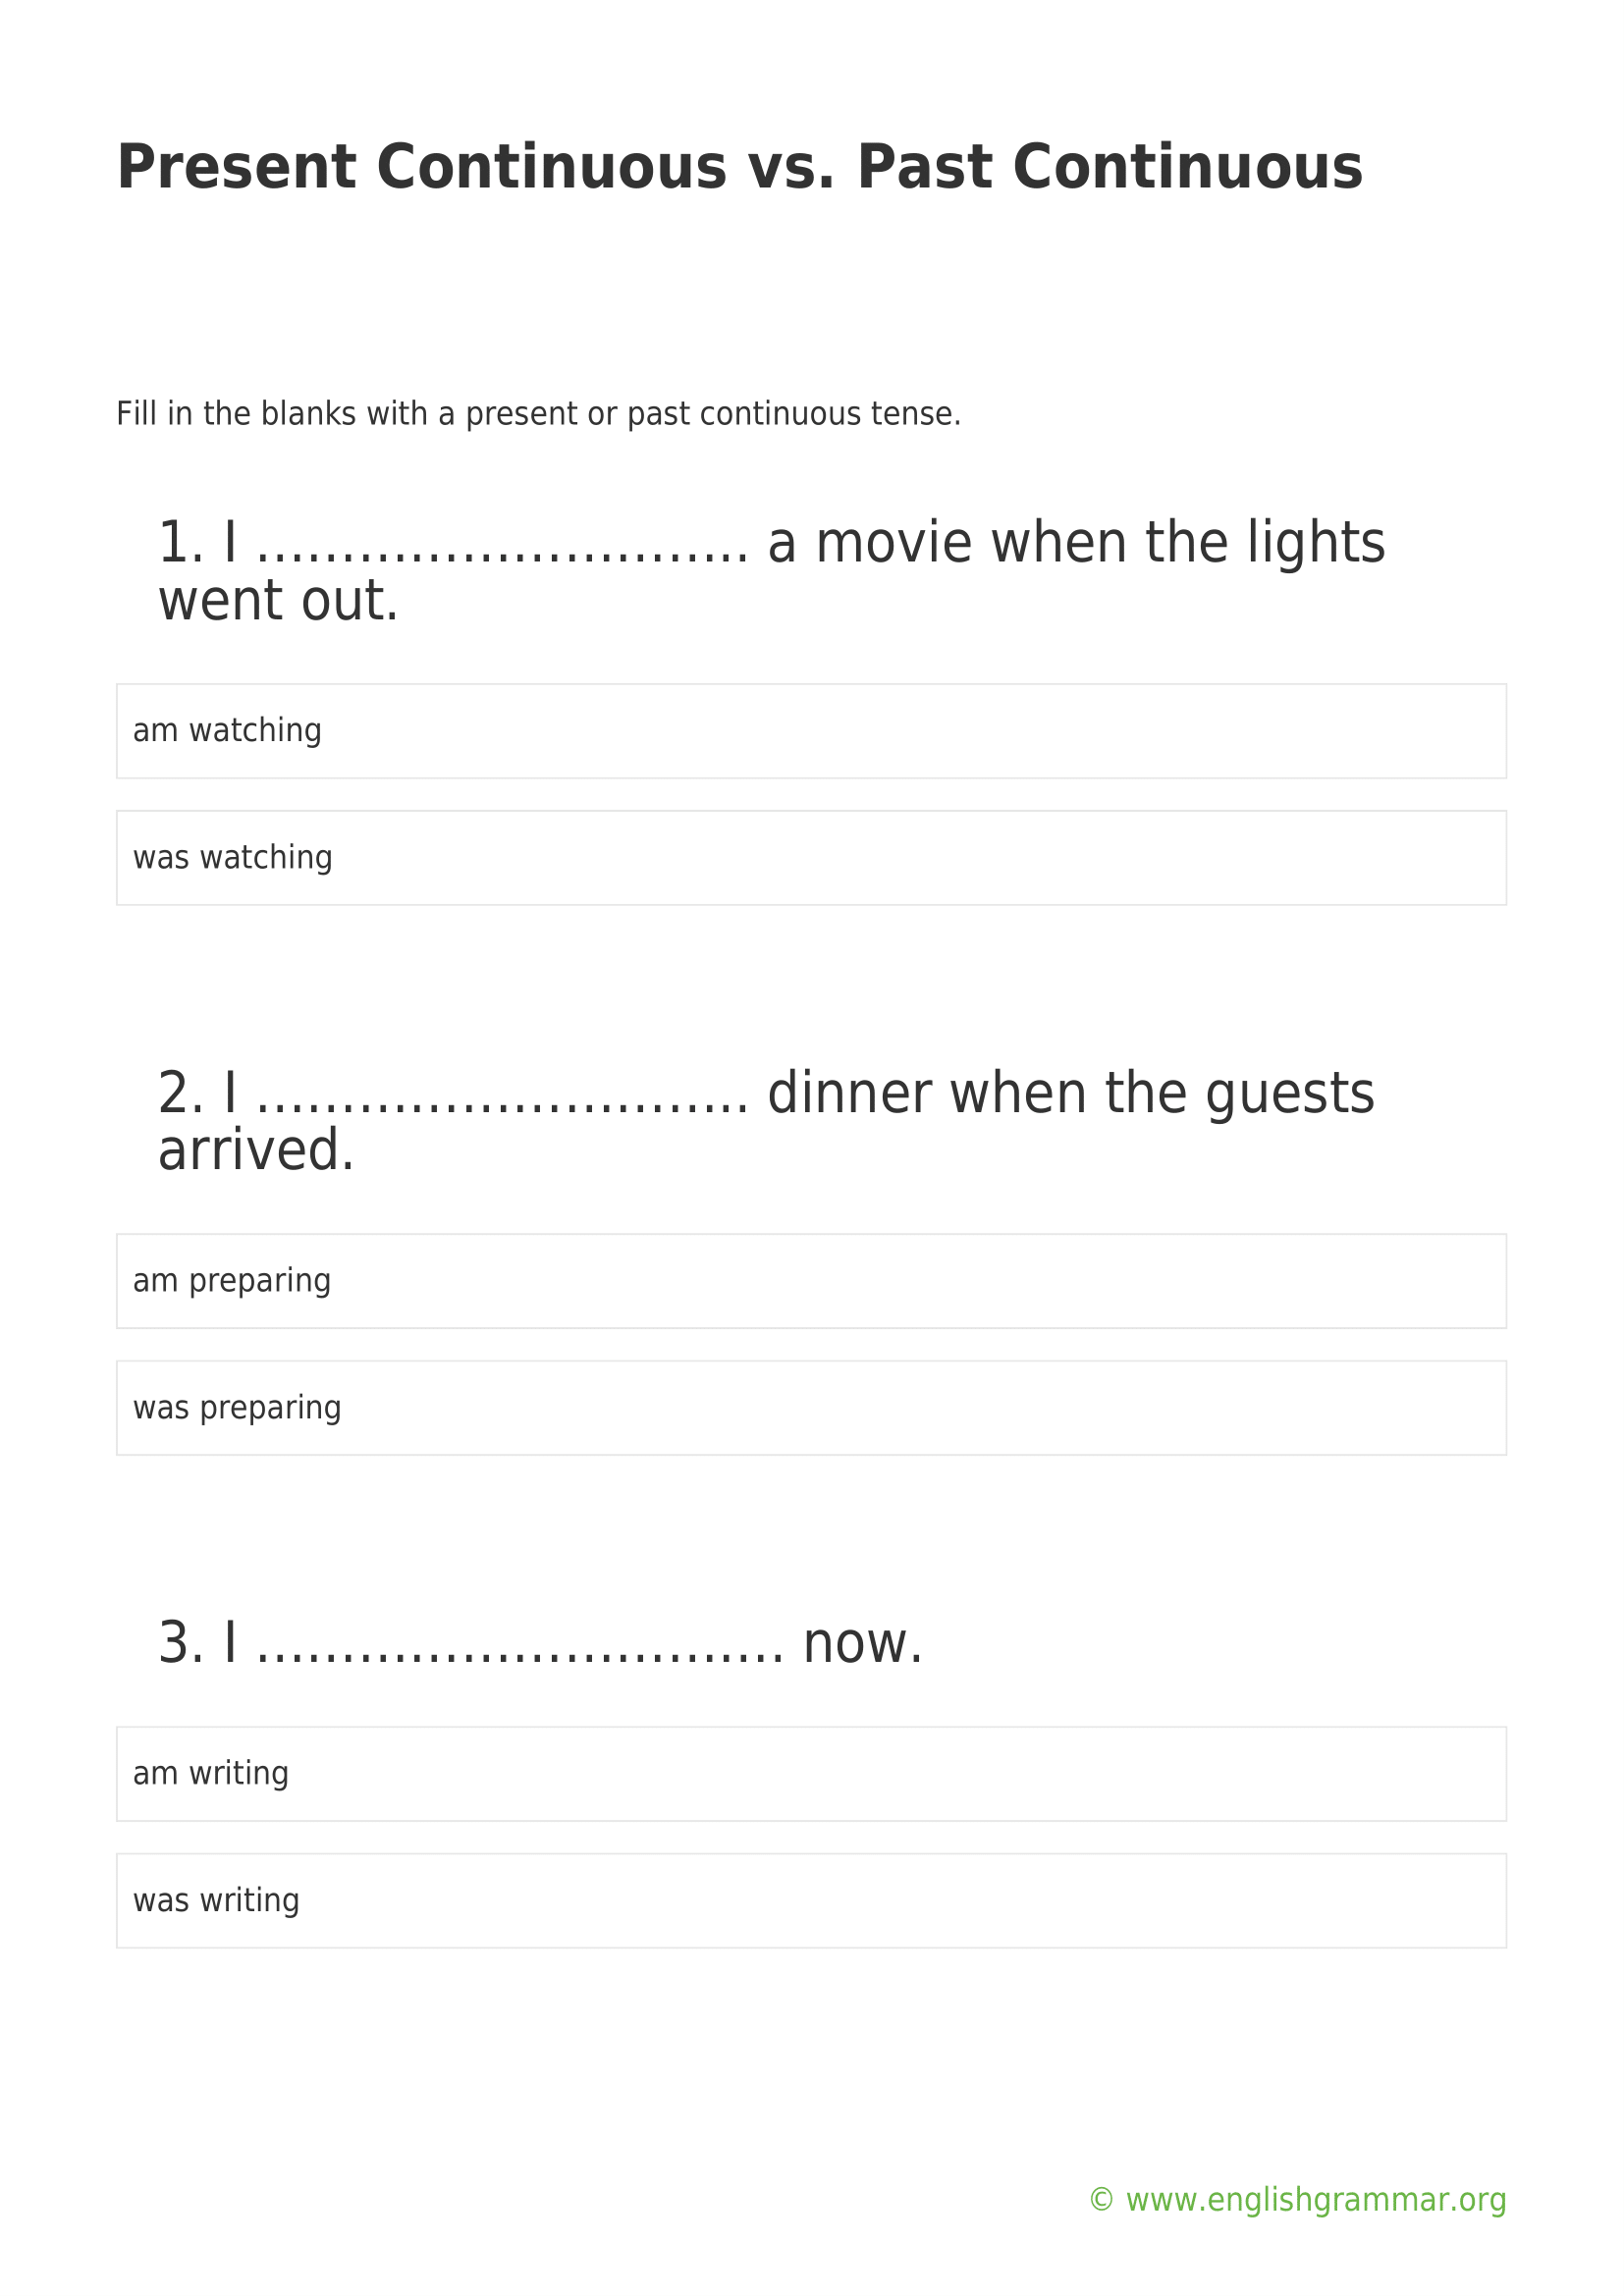 Present Continuous vs. Past Continuous
Fill in the blanks with a present or past continuous tense.
1. I ............................. a movie when the lights
went out.
am watching
was watching
2. I ............................. dinner when the guests
arrived.
am preparing
was preparing
3. I ............................... now.
am writing
was writing
© www.englishgrammar.org